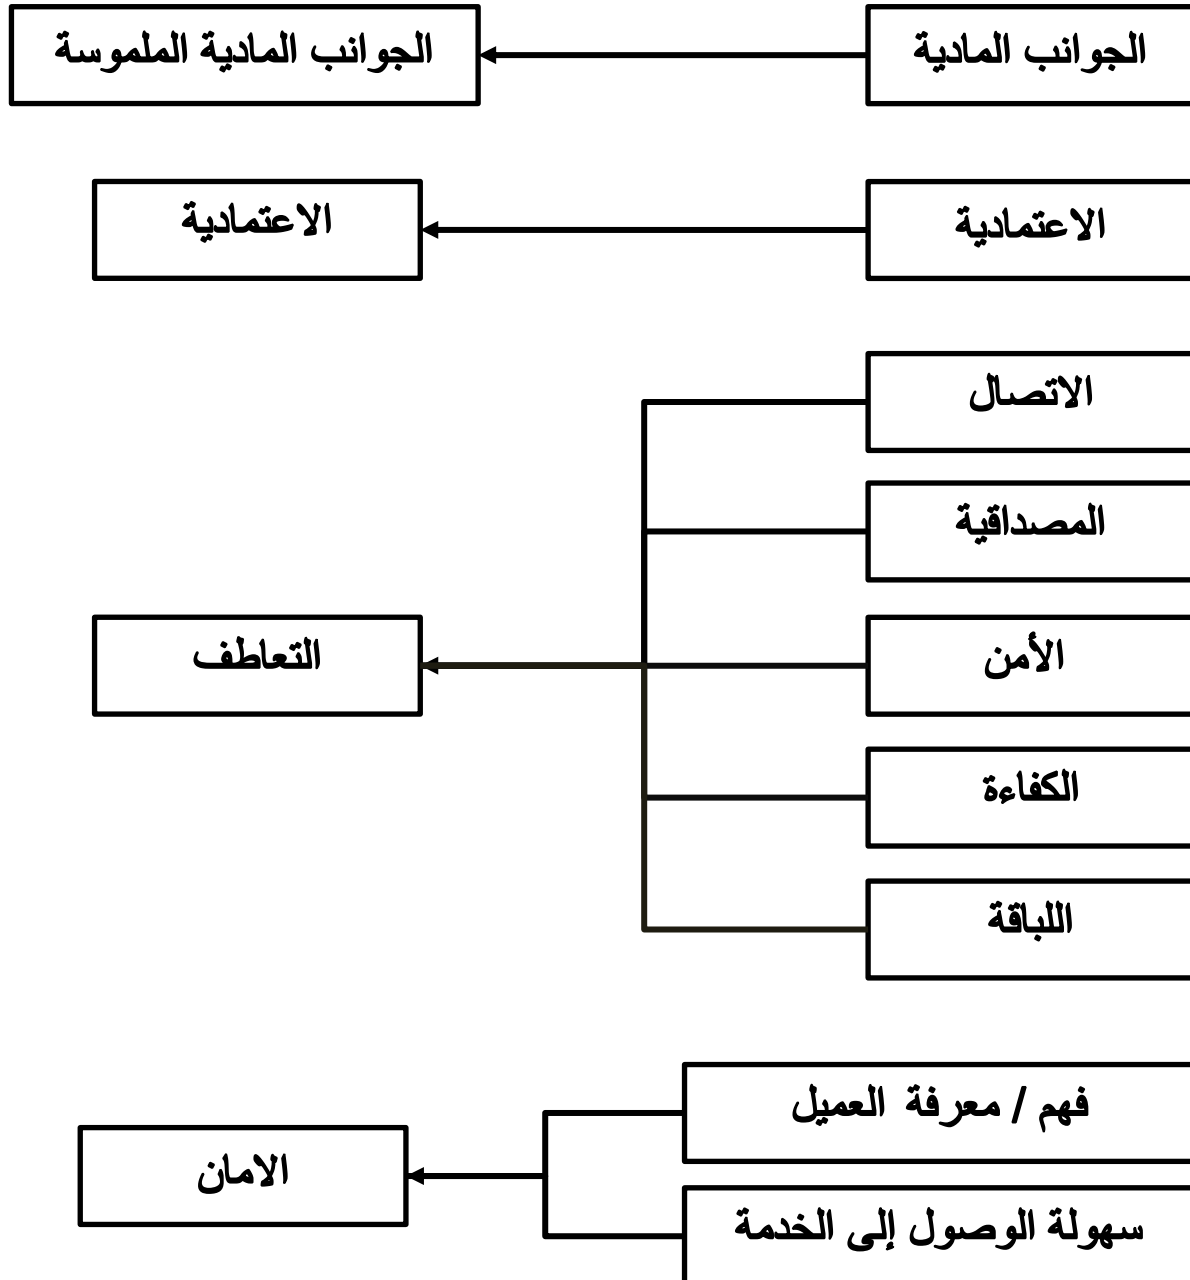 الجوانب المادية
الجوانب المادية الملموسة
الاعتمادية
الاعتمادية
الاتصال
المصداقية
الأمن
التعاطف
الكفاءة
اللباقة
فهم / معرفة العميل
الامان
سهولة الوصول إلى الخدمة